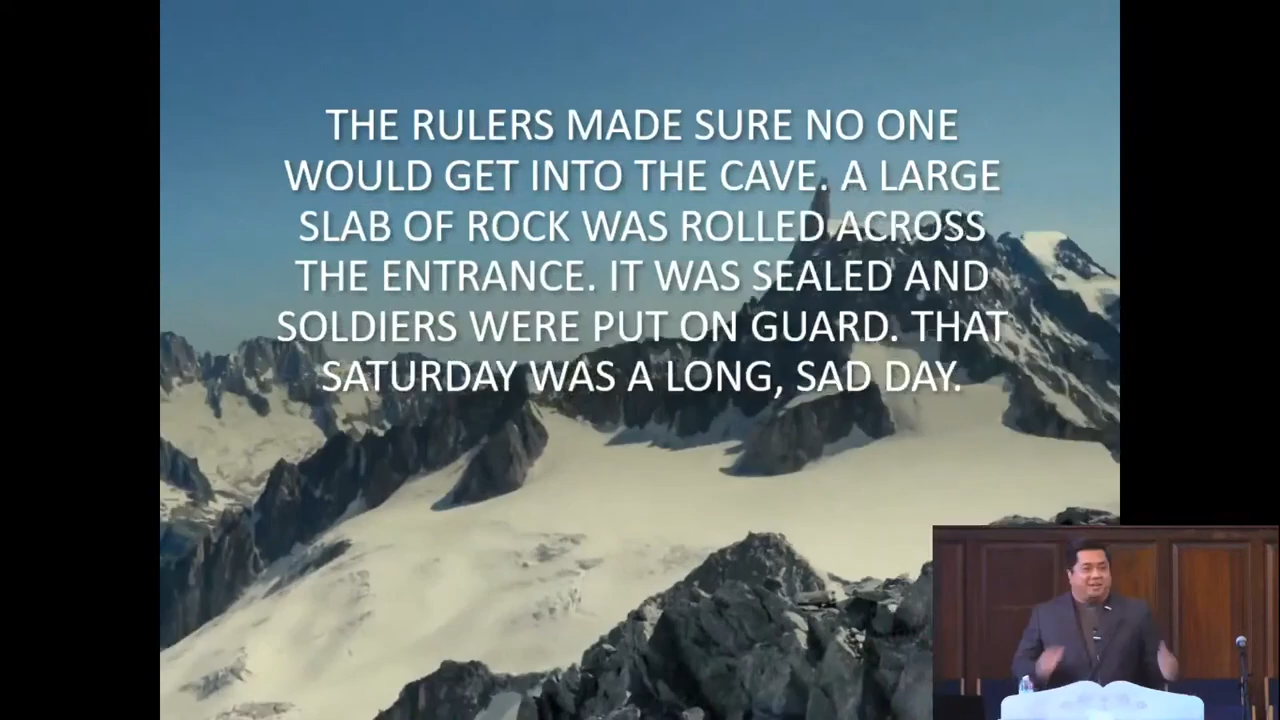 THE RULERS MADE SURE NO ONE
WOULD GET INTO THE CAVE. A LARGE
SLAB OF ROCK WAS ROLLED ACROSS
THE ENTRANCE. IT WAS SEALED AND
SOLDIERS WERE PUT ON GUARD. THAT
SATURDAY WAS A LONG, SAD DAY.